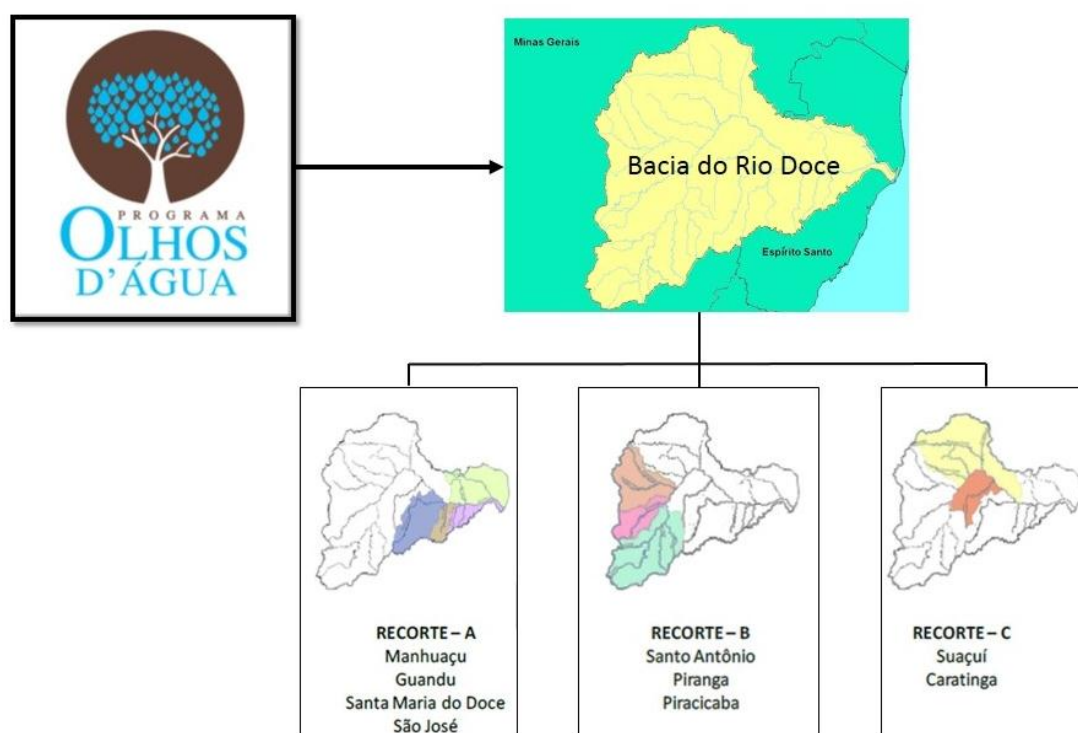 PROGRAMA
OLHOS
D'ÁGUA
Minas Gerais
Bacia do Rio Doce
Espírito Santo
RECORTE – A
Manhuaçu
Guandu
Santa Maria do Doce
São José
RECORTE – B
Santo Antônio
Piranga
Piracicaba
RECORTE – C
Suaçuí
Caratinga